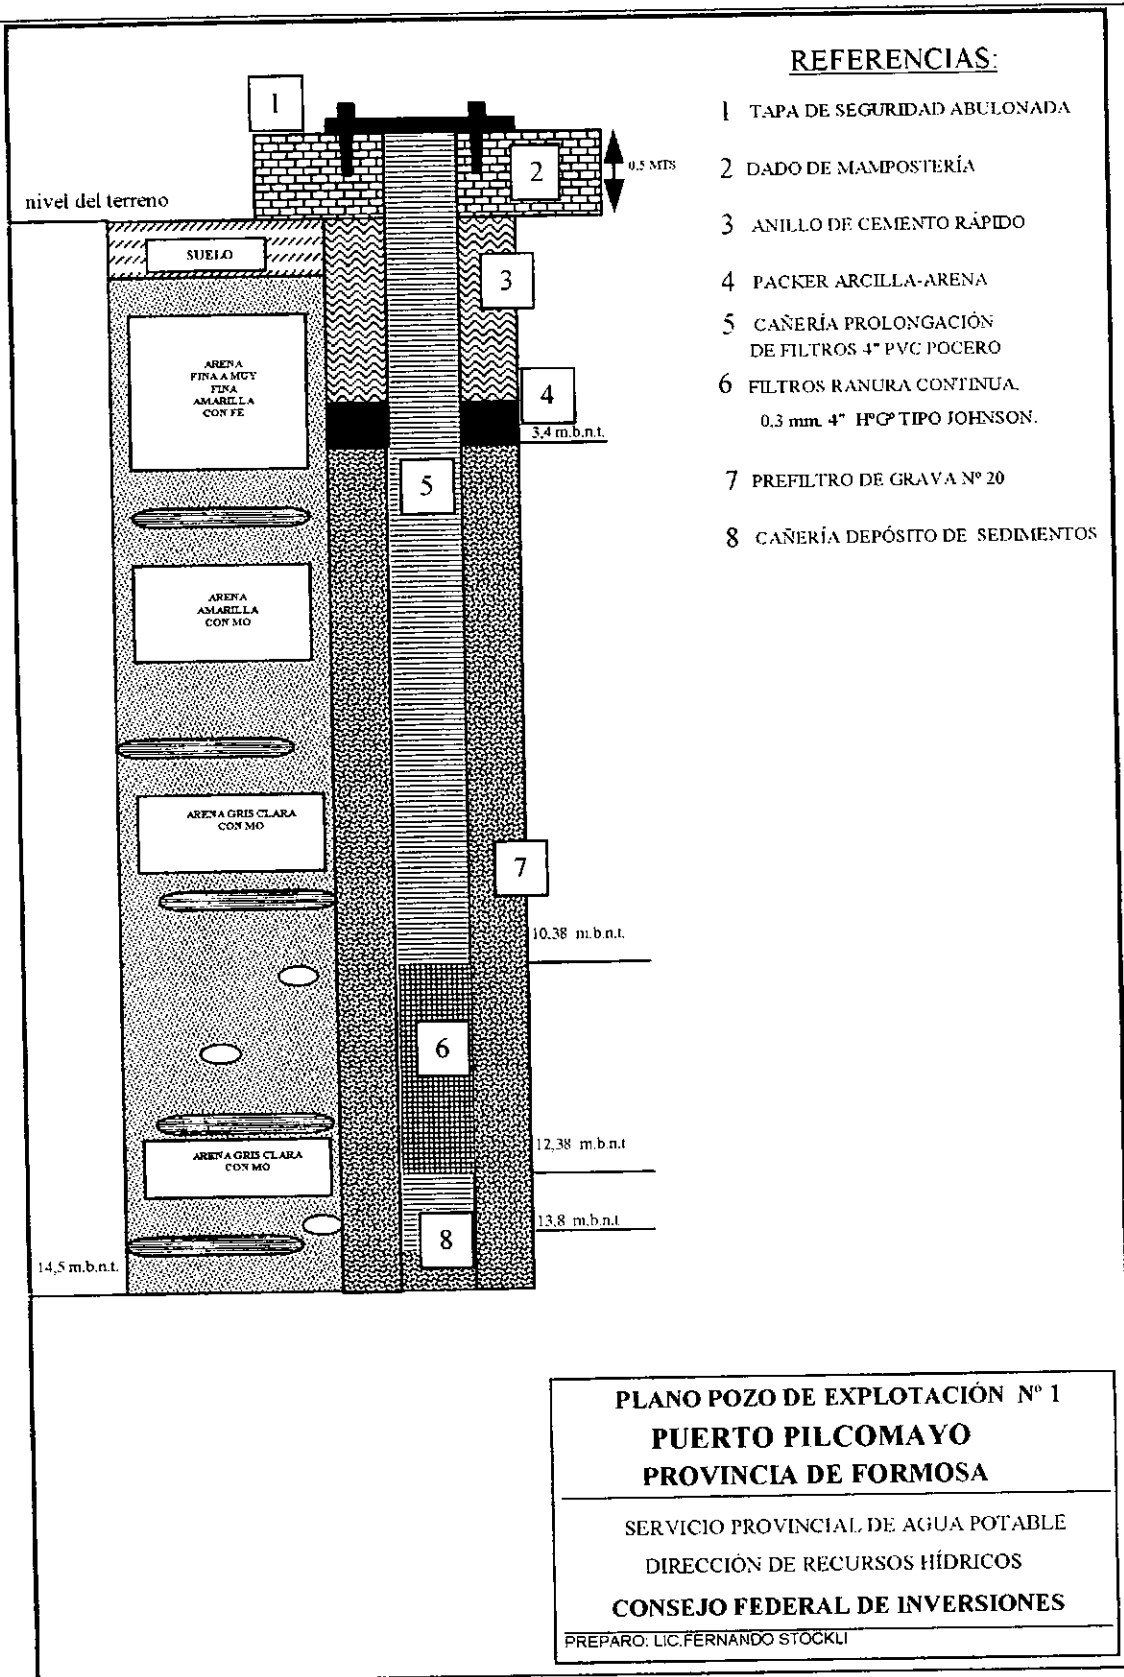 REFERENCIAS:
1 TAPA DE SEGURIDAD ABULONADA
2 DADO DE MAMPOSTERÍA
3 ANILLO DE CEMENTO RÁPIDO
4 PACKER ARCILLA-ARENA
5 CAÑERÍA PROLONGACIÓN
DE FILTROS 4" PVC POCERO
6 FILTROS RANURA CONTINUA.
0.3 mm. 4" HºGº TIPO JOHNSON.
7 PREFILTRO DE GRAVA Nº 20
8 CAÑERÍA DEPÓSITO DE SEDIMENTOS
1
2
0.5 MTS
nivel del terreno
SUELO
3
ARENA
FINA A MUY
FINA
AMARILLA
CON FE
4
3,4 m.b.n.t.
5
ARENA
AMARILLA
CON MO
ARENA GRIS CLARA
CON MO
7
10.38 m.b.n.t.
6
12,38 m.b.n.t
ARENA GRIS CLARA
CON MO
13,8 m.b.n.t
8
14,5 m.b.n.t.
PLANO POZO DE EXPLOTACIÓN Nº 1
PUERTO PILCOMAYO
PROVINCIA DE FORMOSA
SERVICIO PROVINCIAL DE AGUA POTABLE
DIRECCIÓN DE RECURSOS HÍDRICOS
CONSEJO FEDERAL DE INVERSIONES
PREPARO: LIC.FERNANDO STOCKLI